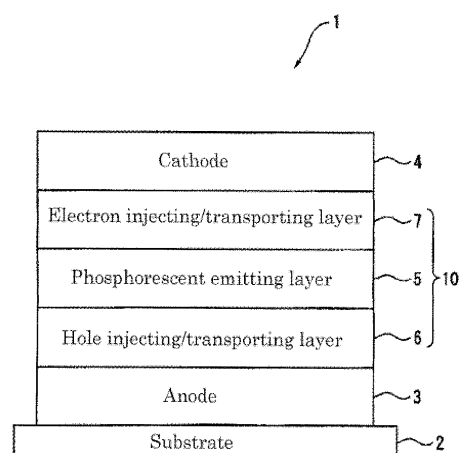 1
Cathode 4
Electron injecting/transporting layer 7
Phosphorescent emitting layer 5 10
Hole injecting/transporting layer 6
Anode 3
Substrate 2